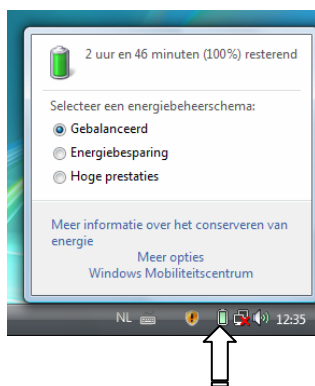 2 uur en 46 minuten (100%) resterend
Selecteer een energiebeheerschema:
Gebalanceerd
Energiebesparing
Hoge prestaties
Meer informatie over het conserveren van
energie
Meer opties
Windows Mobiliteitscentrum
NL
12:35